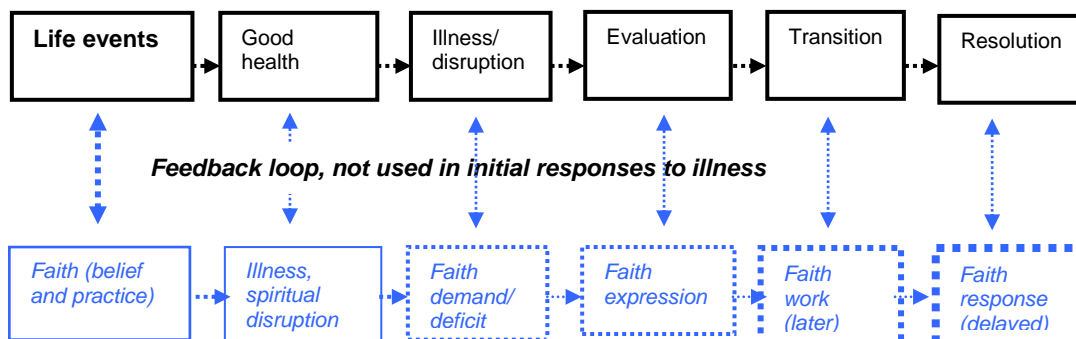 Life events
Good
health
Illness/
disruption
Evaluation
Transition
Resolution
Feedback loop, not used in initial responses to illness
Faith (belief
and practice)
Illness,
spiritual
disruption
Faith
demand/
deficit
Faith
expression
Faith
work
(later)
Faith
response
(delayed)